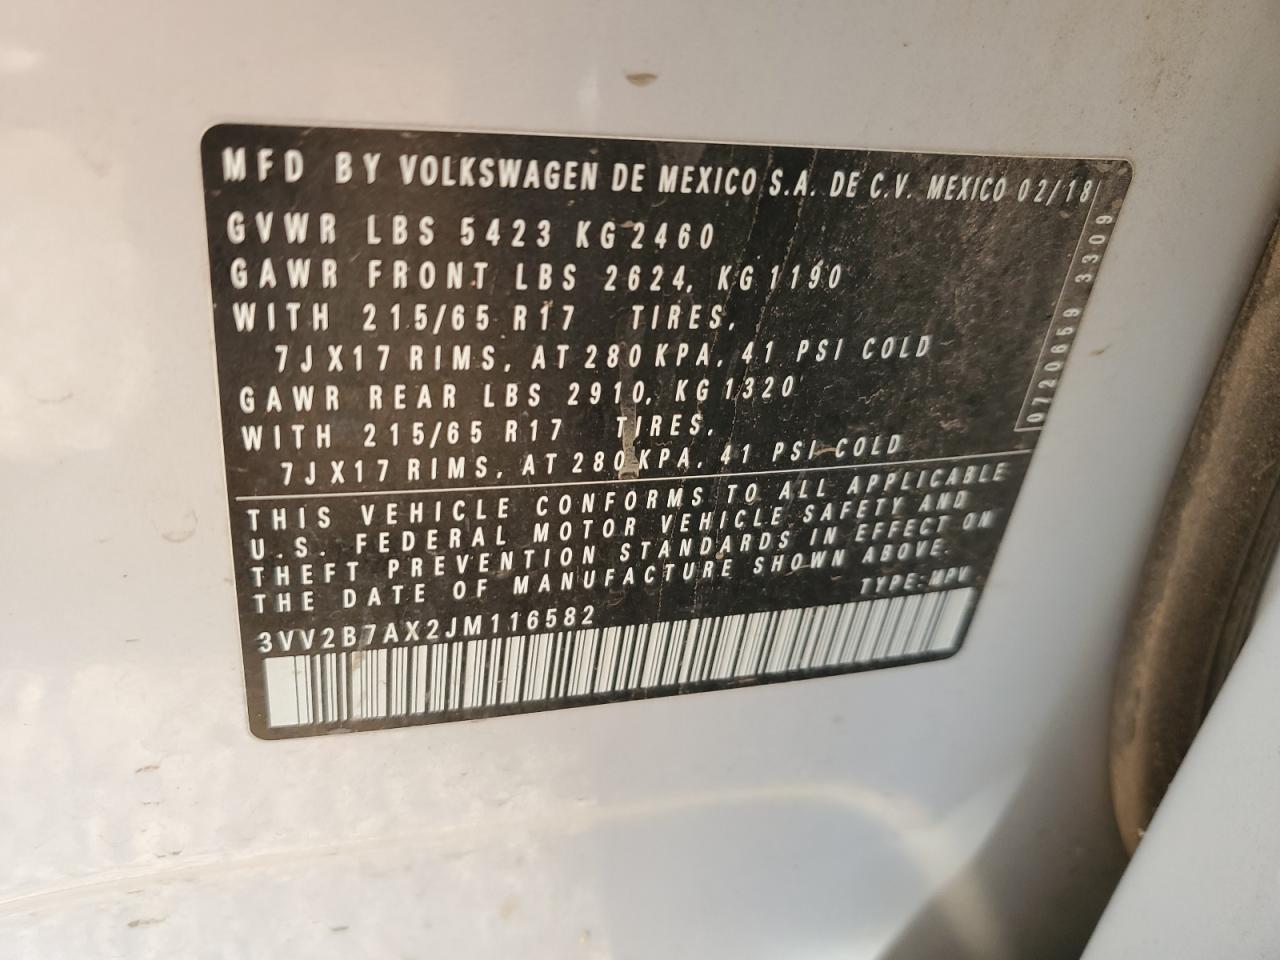 MFD BY VOLKSWAGEN DE MEXICO S.A. DE C.V. MEXICO 02/18
GVWR LBS 5423 KG 2460
GAWR FRONT LBS 2624, KG 1190
WITH 215/65 R17 TIRES,
7JX17 RIMS, AT 280 KPA, 41 PSI COLD
GAWR REAR LBS 2910, KG 1320
WITH 215/65 R17 TIRES,
7JX17 RIMS, AT 280 KPA, 41 PSI COLD
0720659 3309
THIS VEHICLE CONFORMS TO ALL APPLICABLE
U.S. FEDERAL MOTOR VEHICLE SAFETY AND
THEFT PREVENTION STANDARDS IN EFFECT ON
THE DATE OF MANUFACTURE SHOWN ABOVE.
TYPE: MPV
3VV2B7AX2JM116582